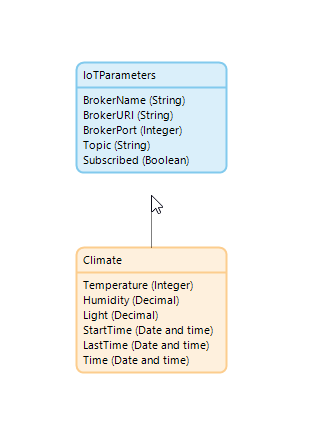 IoTParameters
BrokerName (String)
BrokerURI (String)
BrokerPort (Integer)
Topic (String)
Subscribed (Boolean)
Climate
Temperature (Integer)
Humidity (Decimal)
Light (Decimal)
StartTime (Date and time)
LastTime (Date and time)
Time (Date and time)